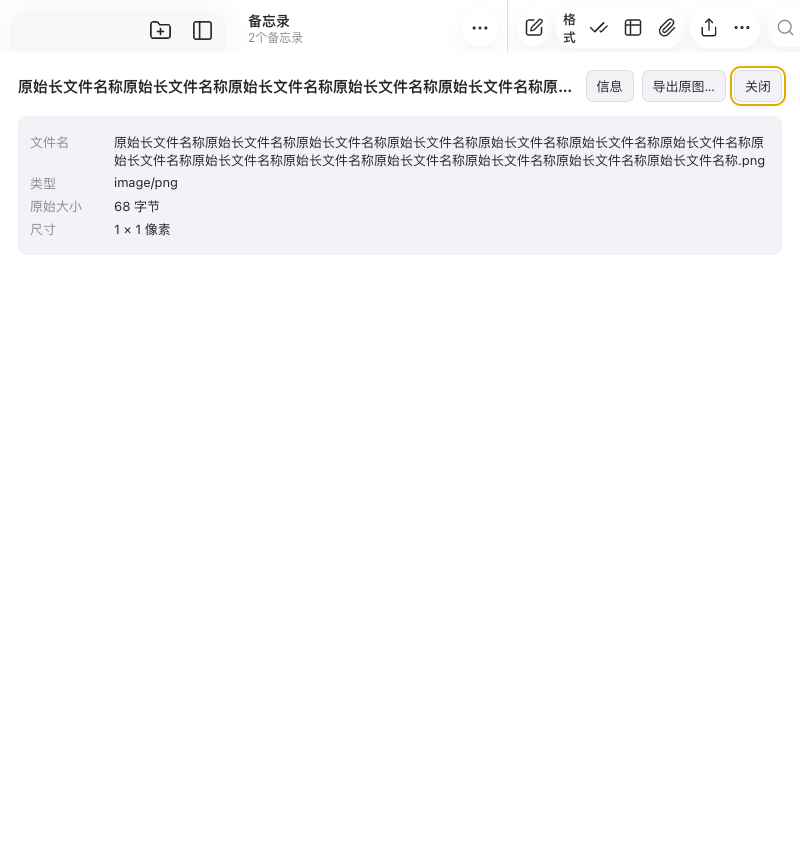 备忘录
2个备忘录
格式
原始长文件名称原始长文件名称原始长文件名称原始长文件名称原始长文件名称原...
信息
导出原图...
关闭
文件名
原始长文件名称原始长文件名称原始长文件名称原始长文件名称原始长文件名称原始长文件名称原始长文件名称原
始长文件名称原始长文件名称原始长文件名称原始长文件名称原始长文件名称原始长文件名称原始长文件名称.png
类型
image/png
原始大小
68 字节
尺寸
1 × 1 像素